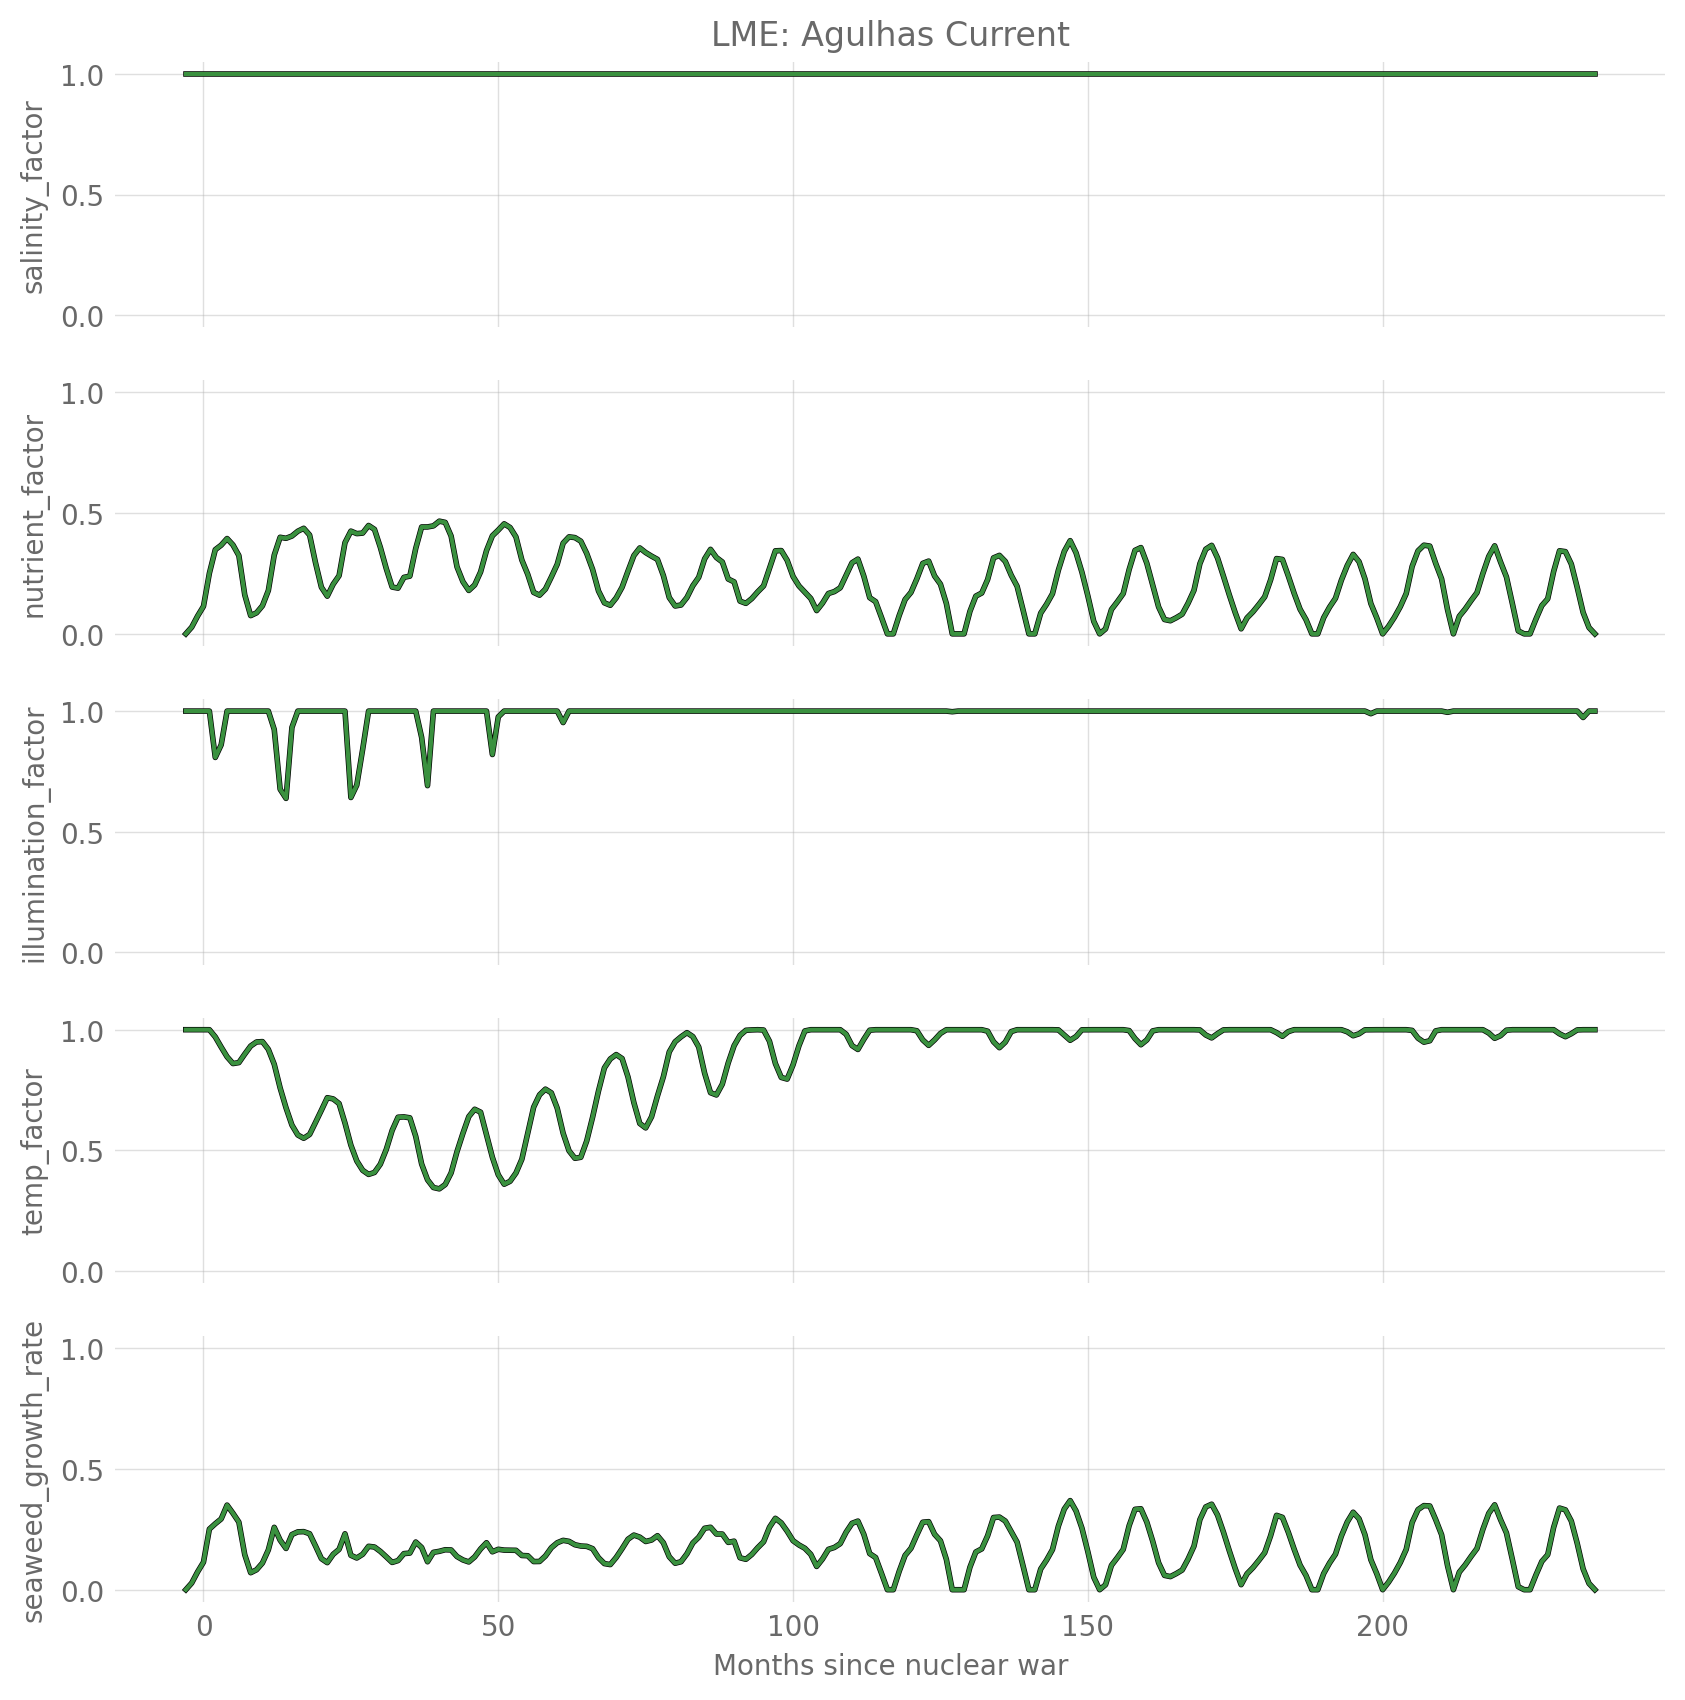 LME: Agulhas Current
1.0
0.5
0.0
salinity_factor
1.0
0.5
0.0
nutrient_factor
1.0
0.5
0.0
illumination_factor
1.0
0.5
0.0
temp_factor
1.0
0.5
0.0
seaweed_growth_rate
0 50 100 150 200
Months since nuclear war